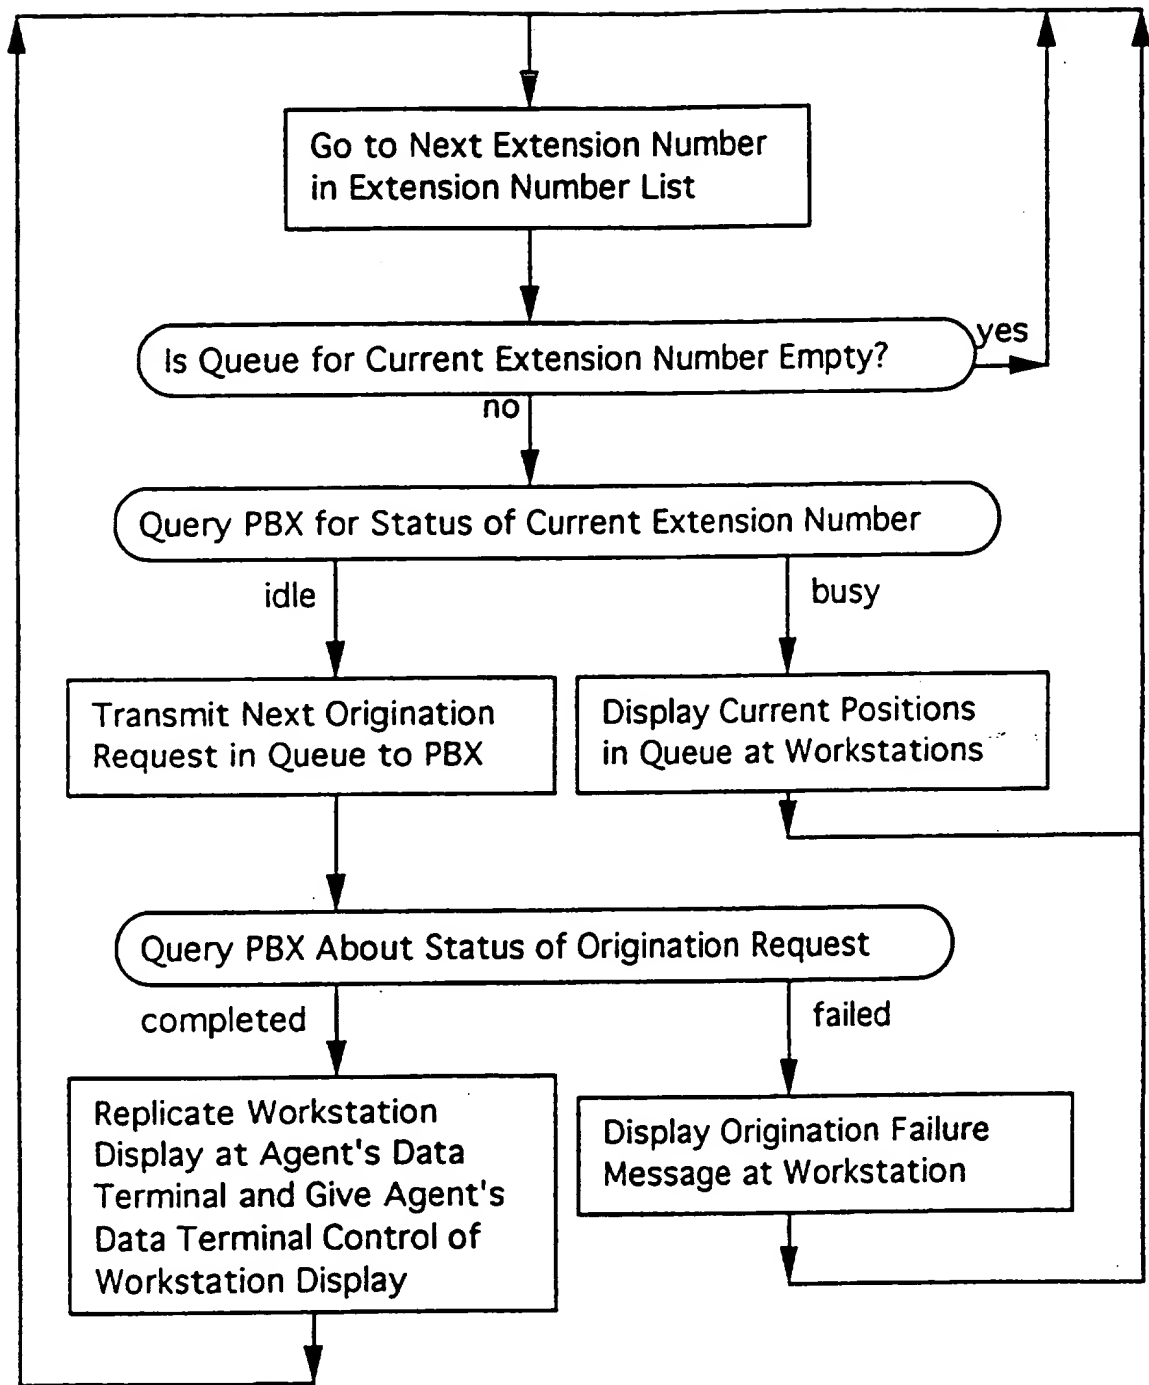 Go to Next Extension Number
in Extension Number List
Is Queue for Current Extension Number Empty?
yes
no
Query PBX for Status of Current Extension Number
idle
busy
Transmit Next Origination
Request in Queue to PBX
Display Current Positions
in Queue at Workstations
Query PBX About Status of Origination Request
completed
failed
Replicate Workstation
Display at Agent's Data
Terminal and Give Agent's
Data Terminal Control of
Workstation Display
Display Origination Failure
Message at Workstation